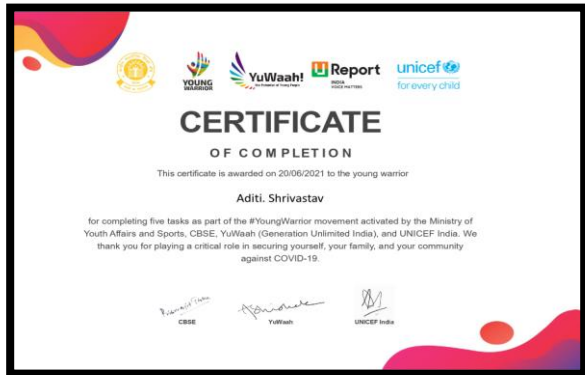 YOUNG
WARRIOR
YuWaah!
U Report
INDIA
VOICE MATTERS
unicef
for every child
CERTIFICATE
OF COMPLETION
This certificate is awarded on 20/06/2021 to the young warrior
Aditi. Shrivastav
for completing five tasks as part of the #YoungWarrior movement activated by the Ministry of
Youth Affairs and Sports, CBSE, YuWaah (Generation Unlimited India), and UNICEF India. We
thank you for playing a critical role in securing yourself, your family, and your community
against COVID-19.
CBSE
YuWaah
UNICEF India